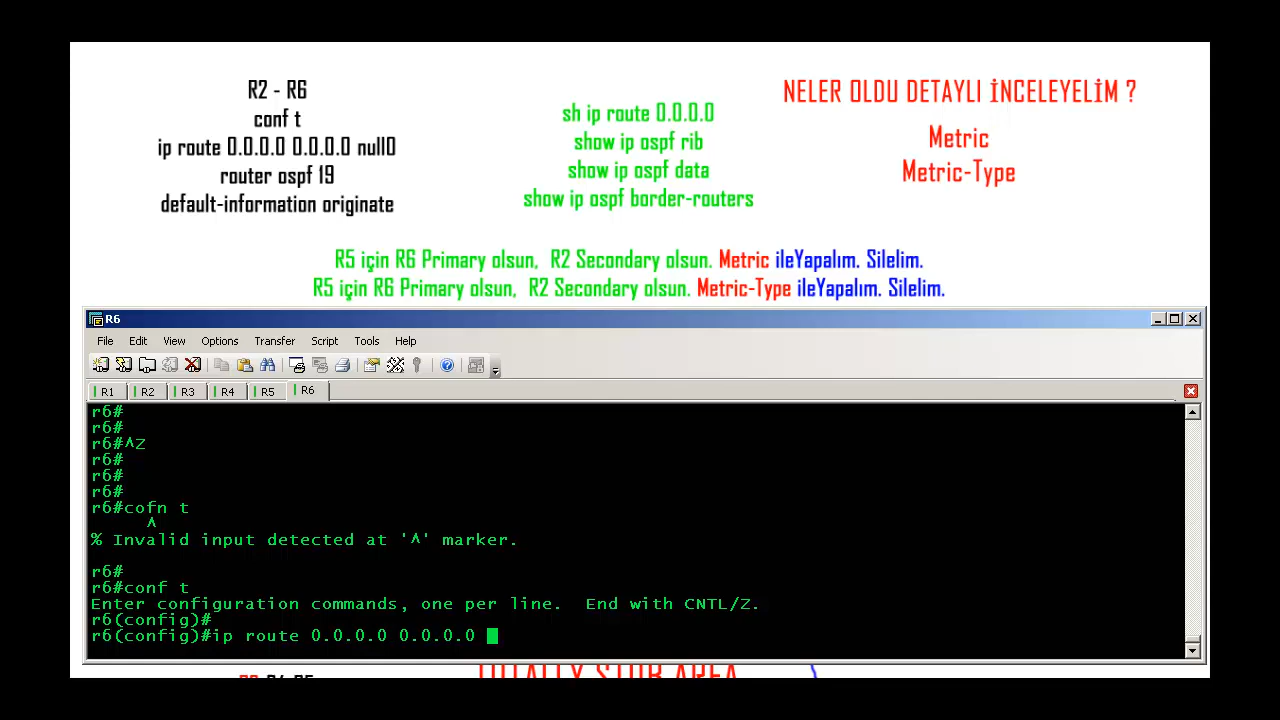 R2 - R6
conf t
ip route 0.0.0.0 0.0.0.0 null0
router ospf 19
default-information originate
sh ip route 0.0.0.0
show ip ospf rib
show ip ospf data
show ip ospf border-routers
NELER OLDU DETAYLI İNCELEYELİM ?
Metric
Metric-Type
R5 için R6 Primary olsun, R2 Secondary olsun. Metric ileYapalım. Silelim.
R5 için R6 Primary olsun, R2 Secondary olsun. Metric-Type ileYapalım. Silelim.
R6
File Edit View Options Transfer Script Tools Help
R1 R2 R3 R4 R5 R6
r6#
r6#
r6#^Z
r6#
r6#
r6#
r6#cofn t
^
% Invalid input detected at '^' marker.
r6#
r6#conf t
Enter configuration commands, one per line. End with CNTL/Z.
r6(config)#
r6(config)#ip route 0.0.0.0 0.0.0.0
TOTALLY STUB AREA